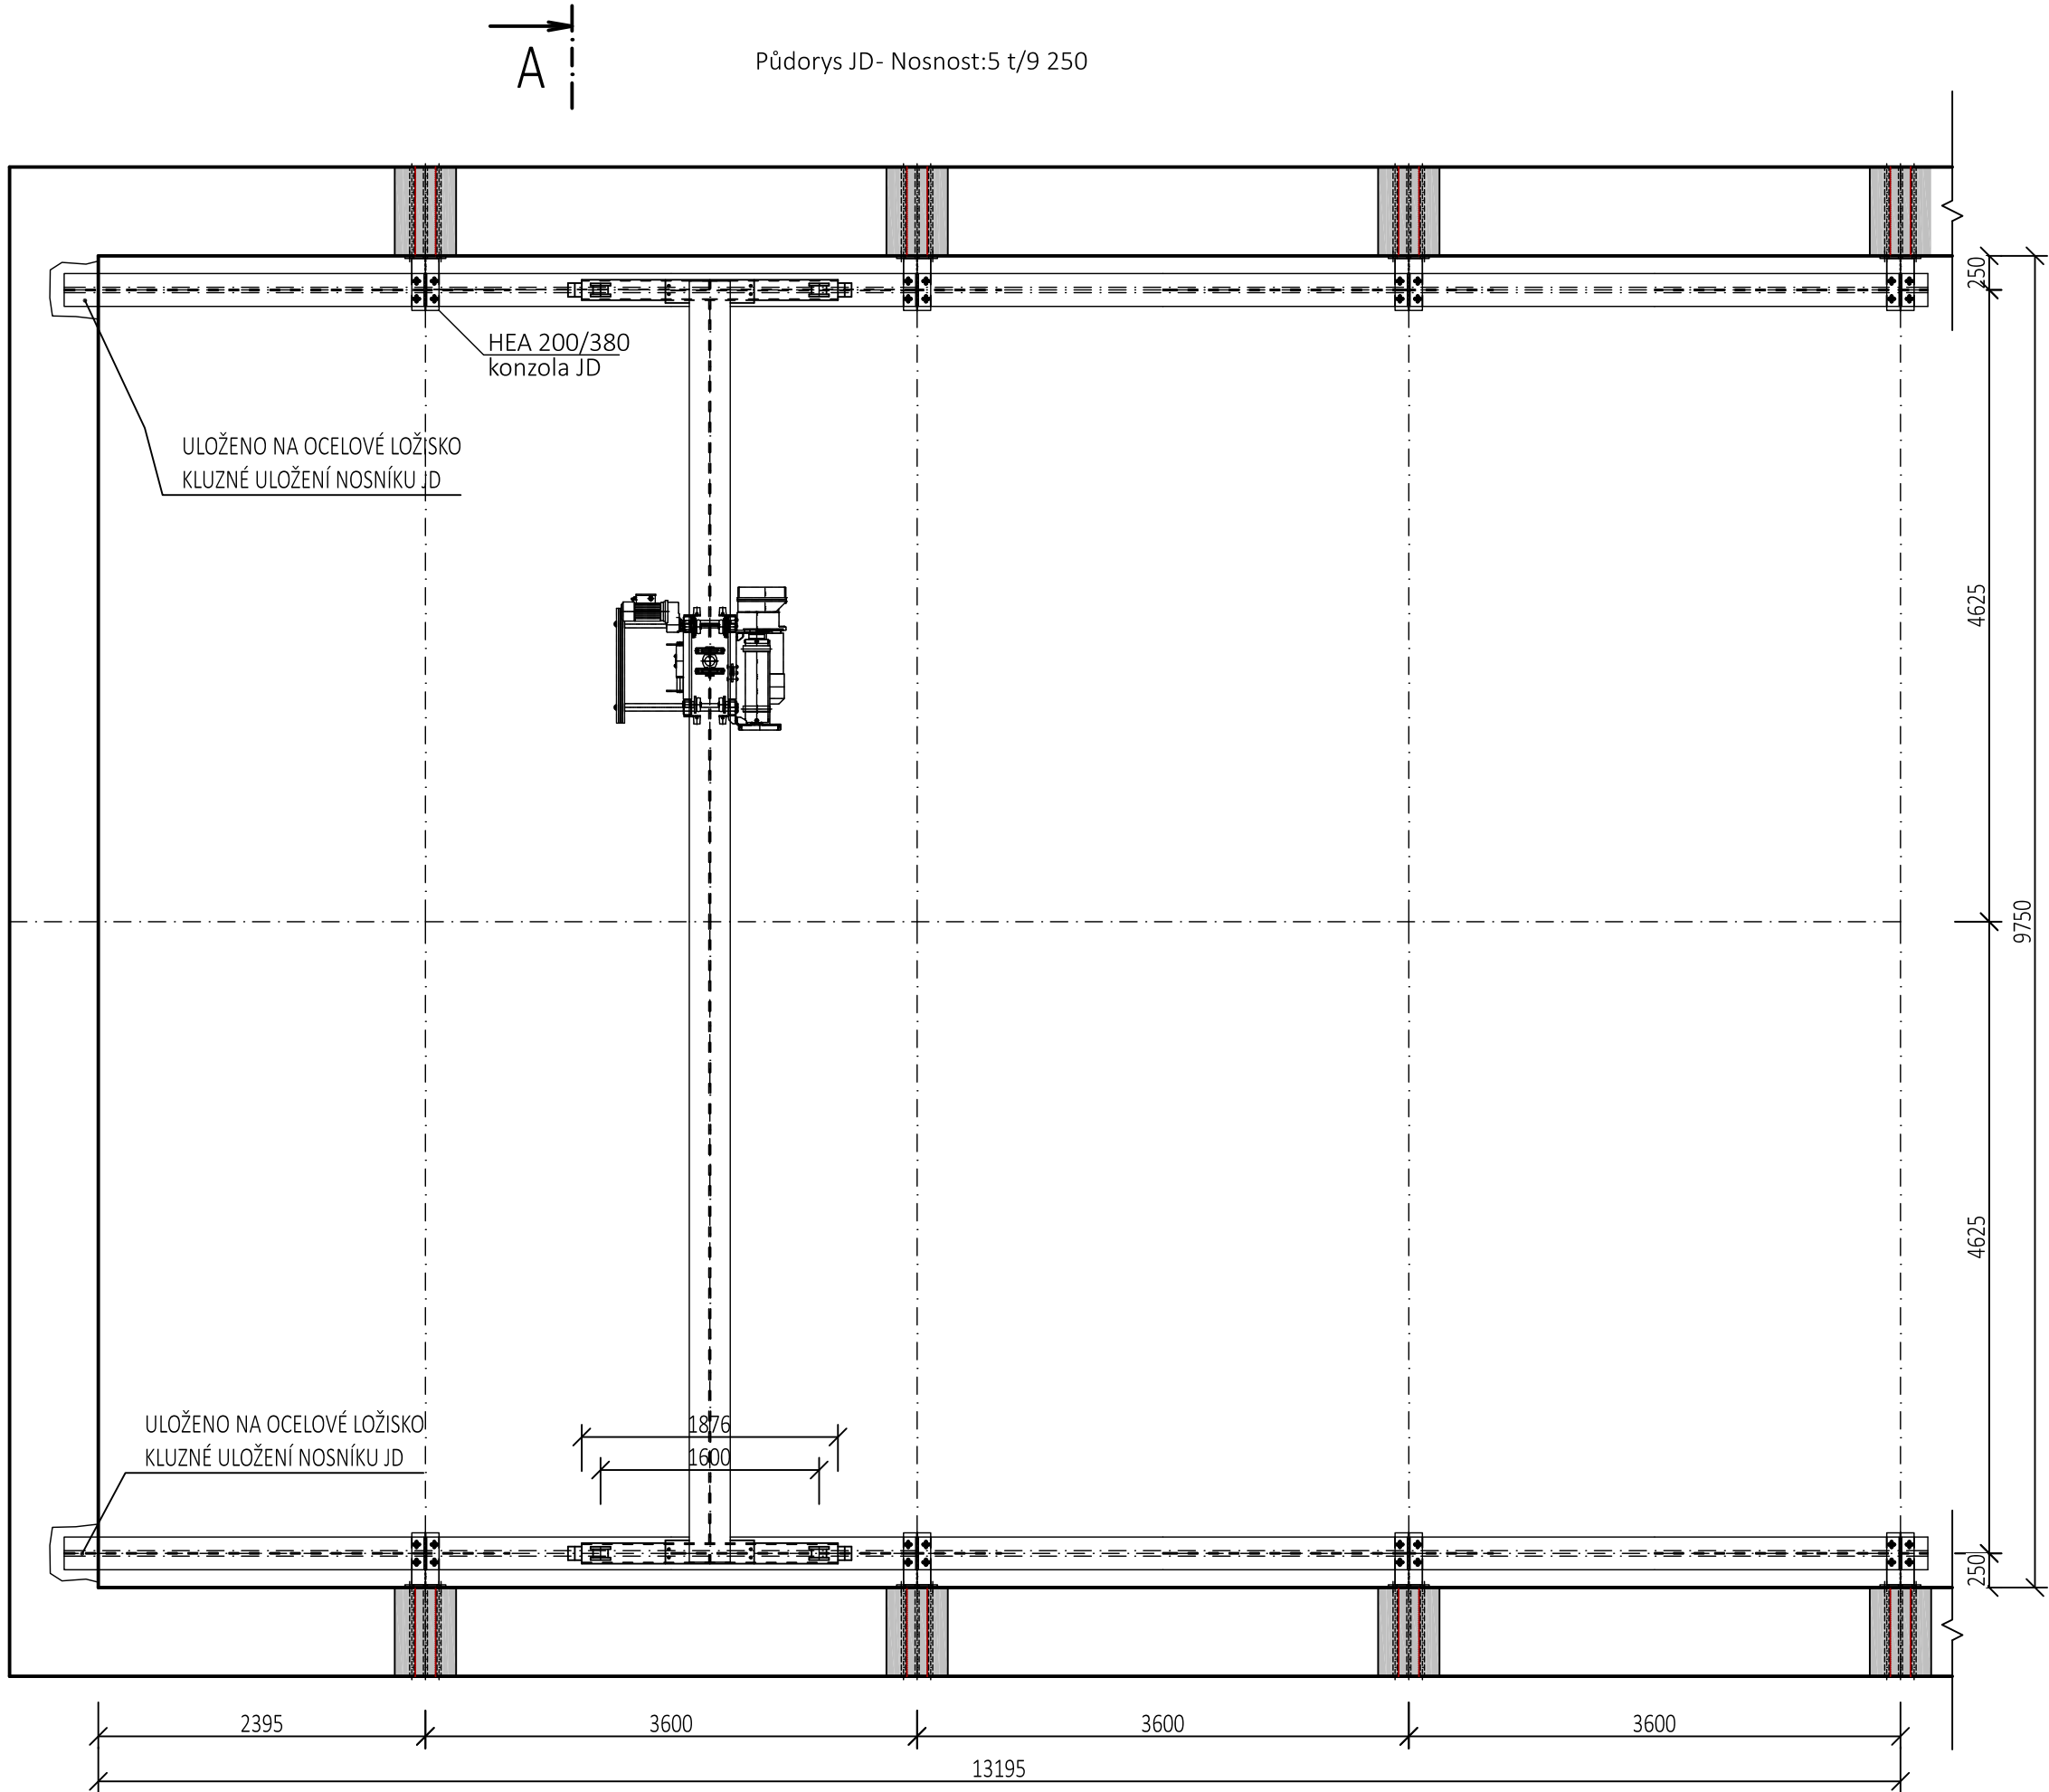 A
Půdorys JD- Nosnost:5 t/9 250
250
HEA 200/380
konzola JD
ULOŽENO NA OCELOVÉ LOŽISKO
KLUZNÉ ULOŽENÍ NOSNÍKU JD
4625
9750
4625
ULOŽENO NA OCELOVÉ LOŽISKO
KLUZNÉ ULOŽENÍ NOSNÍKU JD
1876
1600
250
2395
3600
3600
3600
13195